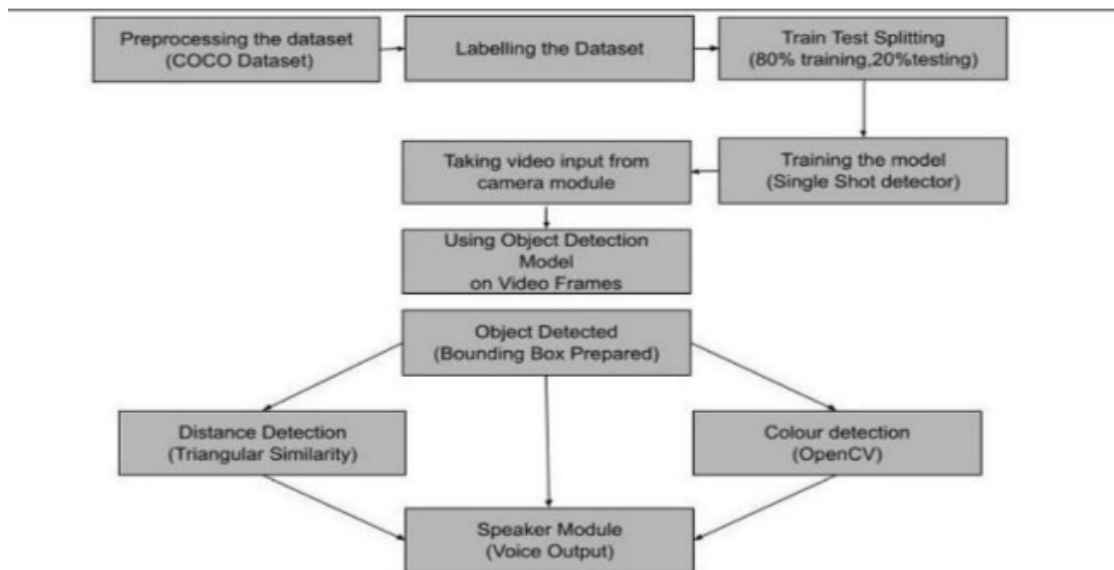 Preprocessing the dataset
(COCO Dataset)
Labelling the Dataset
Train Test Splitting
(80% training,20%testing)
Taking video input from
camera module
Training the model
(Single Shot detector)
Using Object Detection
Model
on Video Frames
Object Detected
(Bounding Box Prepared)
Distance Detection
(Triangular Similarity)
Colour detection
(OpenCV)
Speaker Module
(Voice Output)